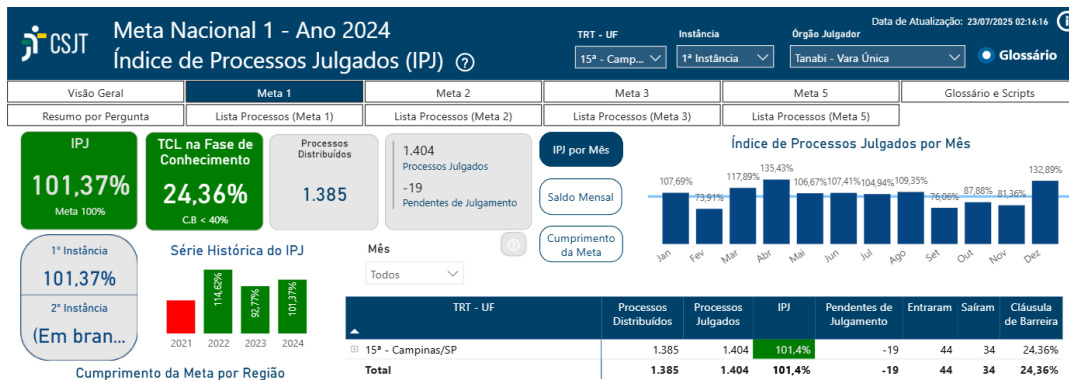 CSJT
Meta Nacional 1 - Ano 2024
Índice de Processos Julgados (IPJ)
Data de Atualização: 23/07/2025 02:16:16
TRT - UF
Instância
Órgão Julgador
15ª - Camp...
1ª Instância
Tanabi - Vara Única
Glossário
Visão Geral
Meta 1
Meta 2
Meta 3
Meta 5
Glossário e Scripts
Resumo por Pergunta
Lista Processos (Meta 1)
Lista Processos (Meta 2)
Lista Processos (Meta 3)
Lista Processos (Meta 5)
IPJ
101,37%
Meta 100%
TCL na Fase de Conhecimento
24,36%
C.B < 40%
Processos Distribuídos
1.385
1.404
Processos Julgados
-19
Pendentes de Julgamento
IPJ por Mês
Saldo Mensal
Cumprimento da Meta
Índice de Processos Julgados por Mês
107,69% 73,91% 117,89% 135,43% 106,67% 107,41% 104,94% 109,35% 76,06% 87,88% 81,36% 132,89%
Jan Fev Mar Abr Mai Jun Jul Ago Set Out Nov Dez
1ª Instância
101,37%
2ª Instância
(Em bran...
Série Histórica do IPJ
114,62% 92,77% 101,37%
2021 2022 2023 2024
Mês
Todos
TRT - UF Processos Distribuídos Processos Julgados IPJ Pendentes de Julgamento Entraram Saíram Cláusula de Barreira
15ª - Campinas/SP 1.385 1.404 101,4% -19 44 34 24,36%
Total 1.385 1.404 101,4% -19 44 34 24,36%
Cumprimento da Meta por Região